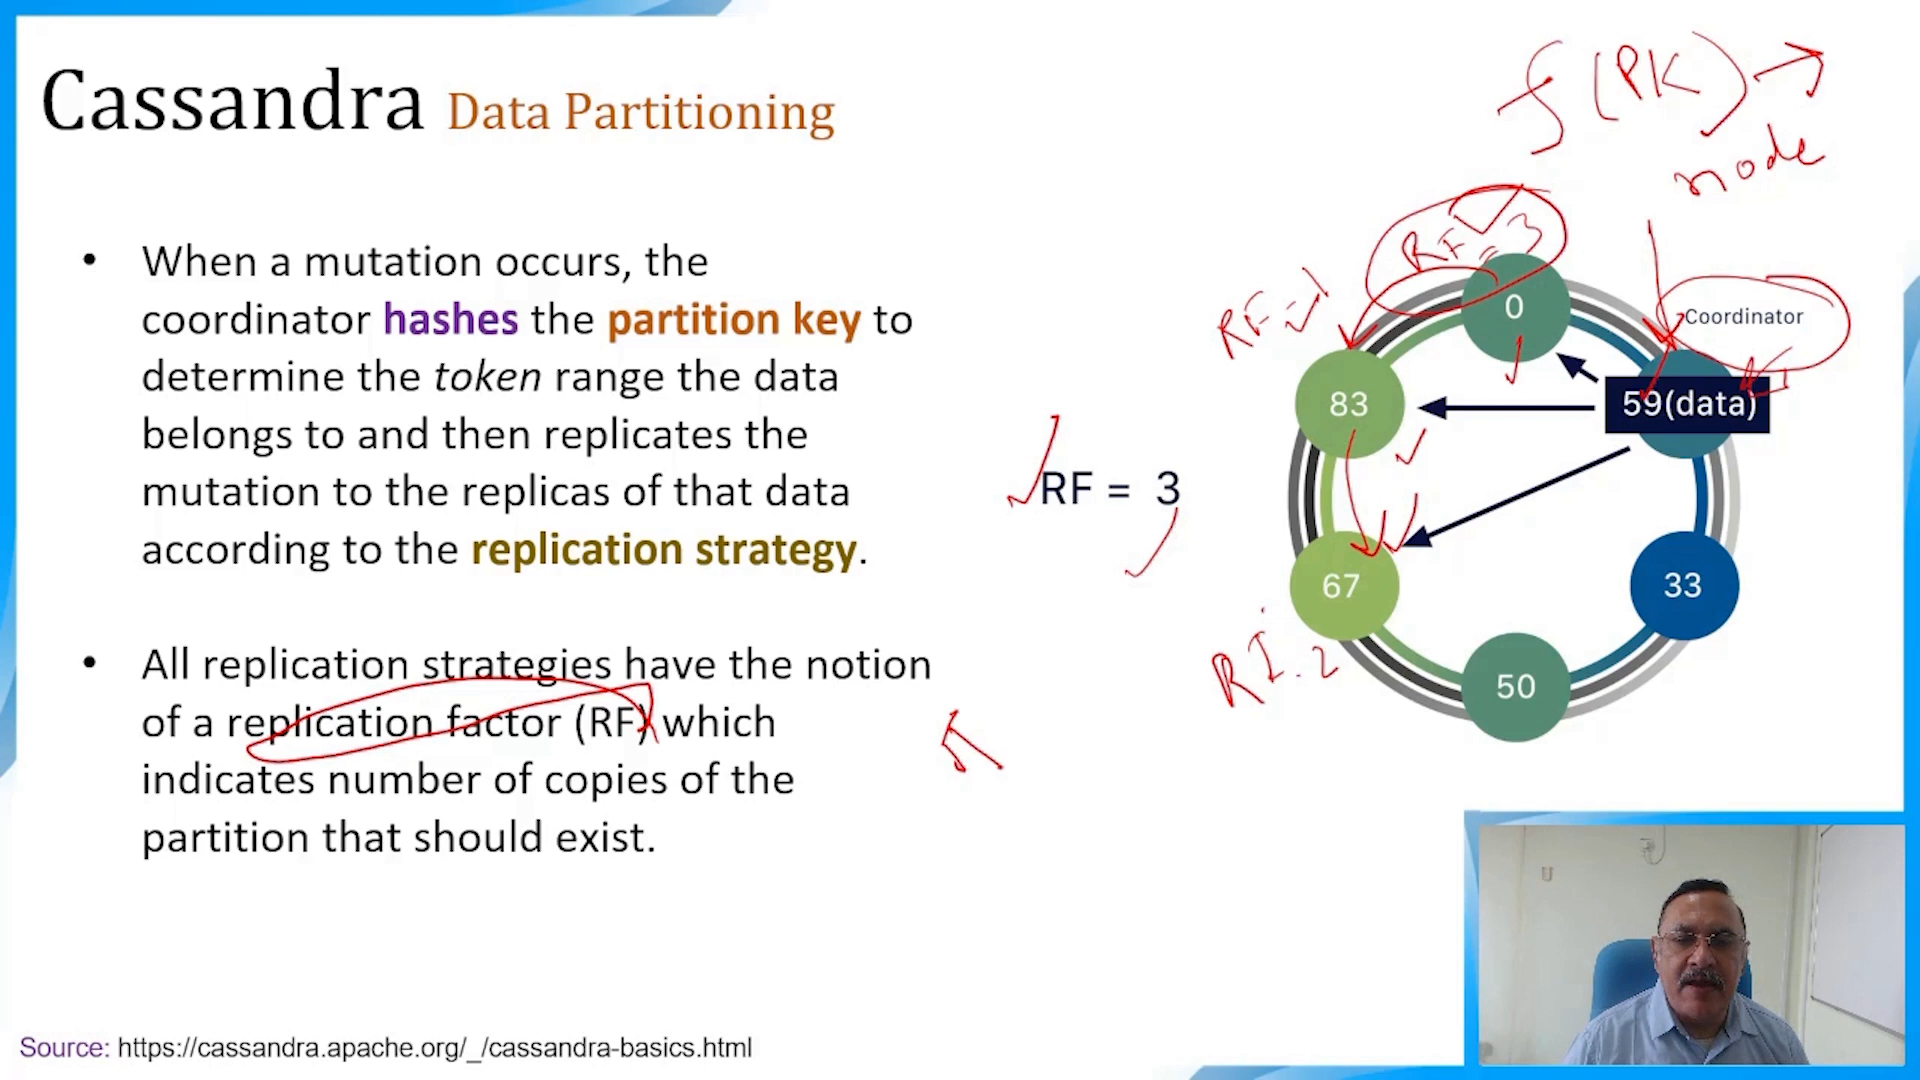 Cassandra Data Partitioning
• When a mutation occurs, the
coordinator hashes the partition key to
determine the token range the data
belongs to and then replicates the
mutation to the replicas of that data
according to the replication strategy.
• All replication strategies have the notion
of a replication factor (RF) which
indicates number of copies of the
partition that should exist.
RF = 3
f(PK) →
node
RF = 3
RF = 1
0
Coordinator
83
59(data)
67
33
50
Source: https://cassandra.apache.org/_/cassandra-basics.html